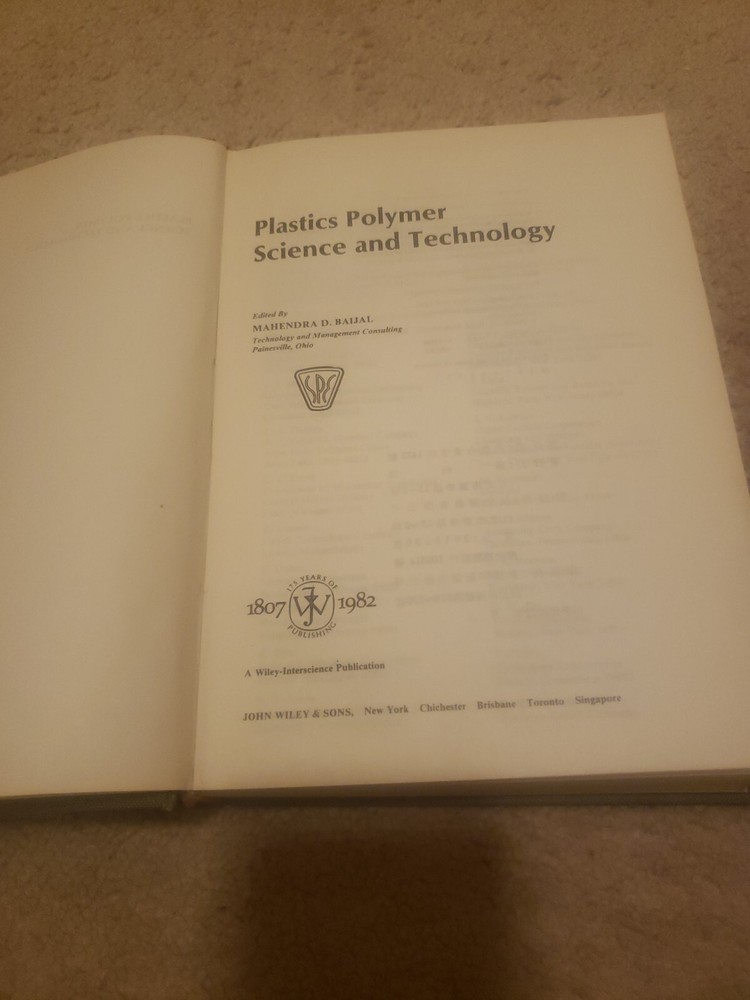 Plastics Polymer
Science and Technology
Edited By
MAHENDRA D. BAIJAL
Technology and Management Consulting
Painesville, Ohio
SPE
175 YEARS OF
1807 JW 1982
PUBLISHING
A Wiley-Interscience Publication
JOHN WILEY & SONS, New York Chichester Brisbane Toronto Singapore